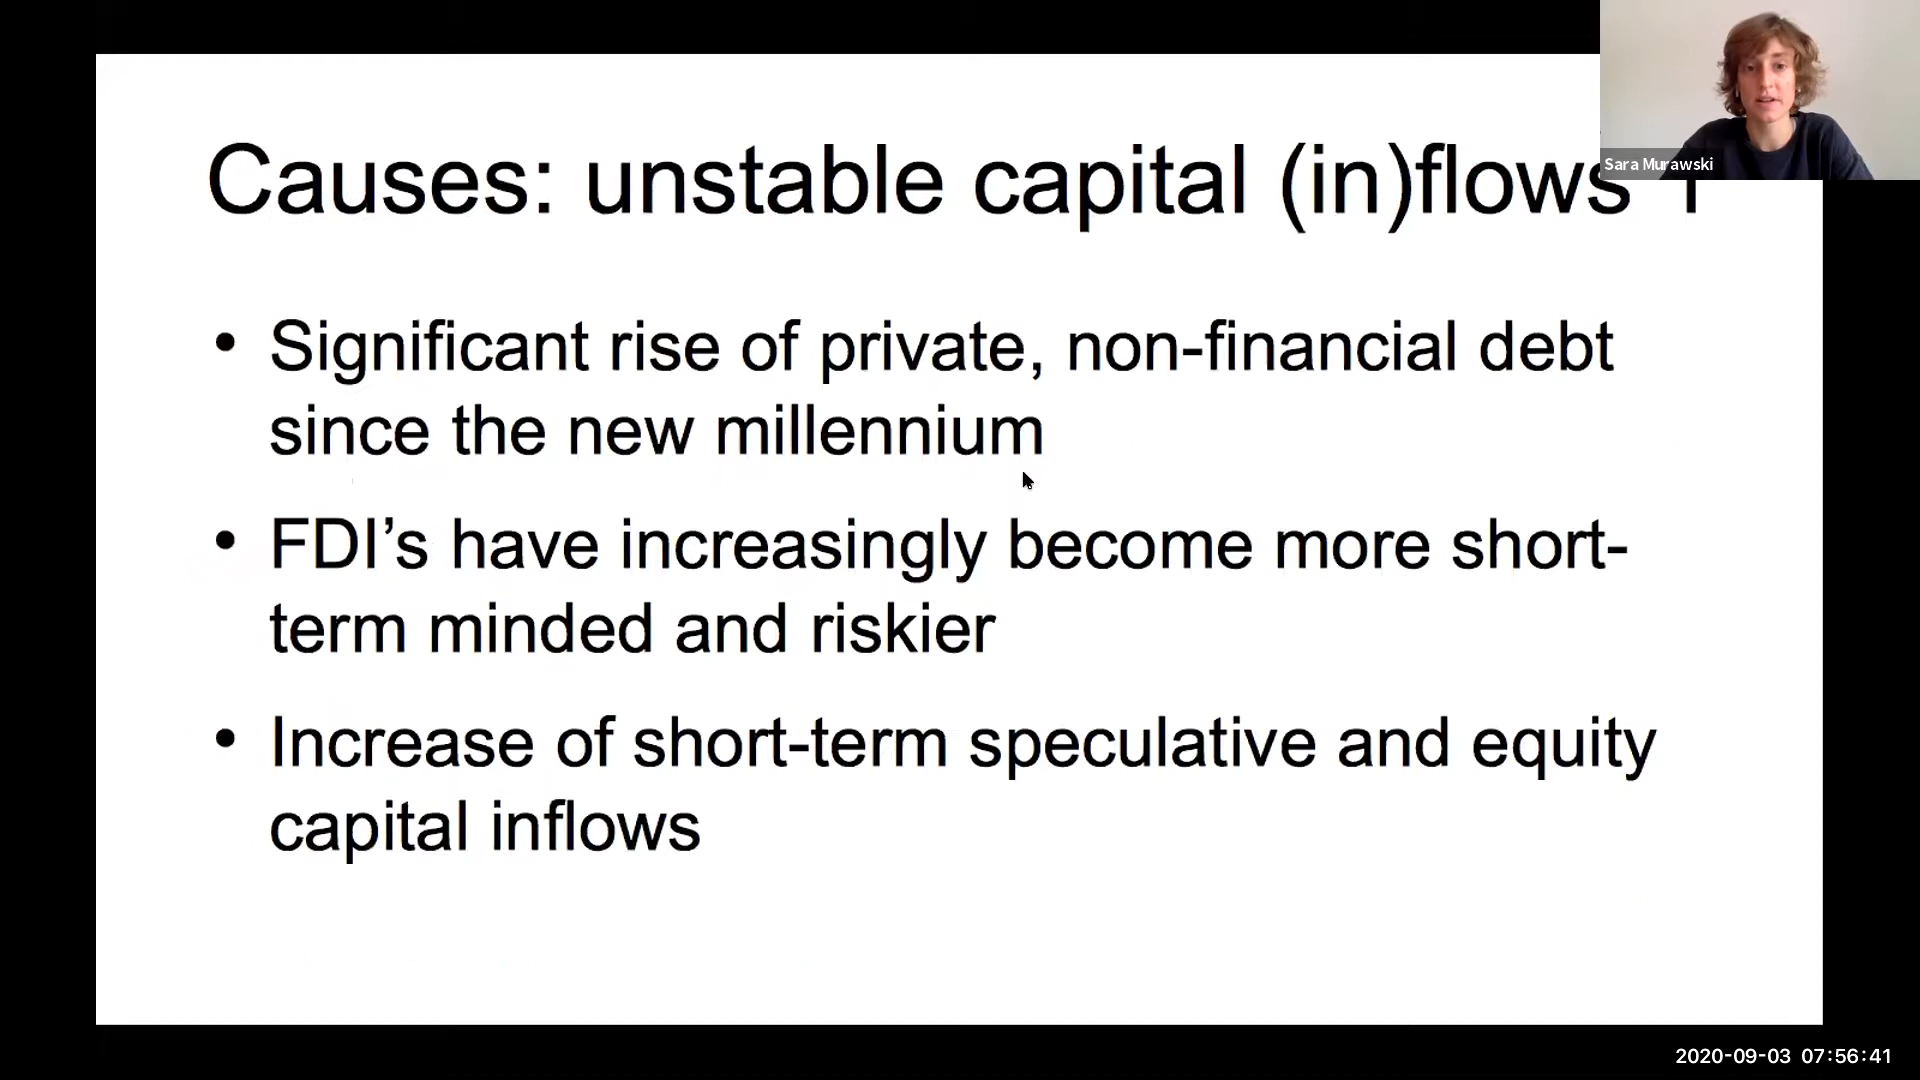 Causes: unstable capital (in)flows 1
Sara Murawski
• Significant rise of private, non-financial debt
since the new millennium
• FDI’s have increasingly become more short-
term minded and riskier
• Increase of short-term speculative and equity
capital inflows
2020-09-03 07:56:41